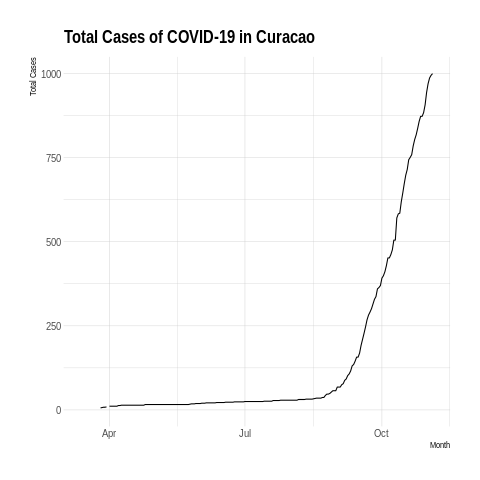 Total Cases of COVID-19 in Curacao
Total Cases
1000
750
500
250
0
Apr
Jul
Oct
Month